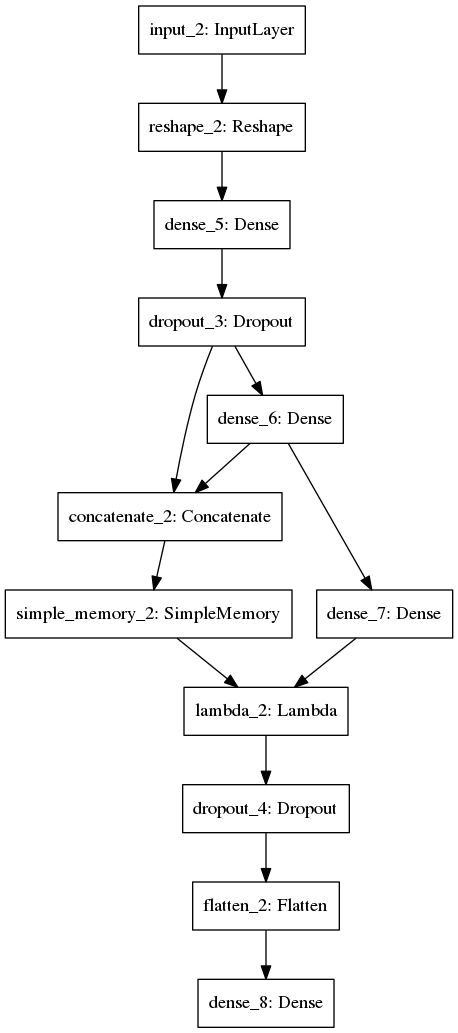 input_2: InputLayer
reshape_2: Reshape
dense_5: Dense
dropout_3: Dropout
dense_6: Dense
concatenate_2: Concatenate
simple_memory_2: SimpleMemory
dense_7: Dense
lambda_2: Lambda
dropout_4: Dropout
flatten_2: Flatten
dense_8: Dense